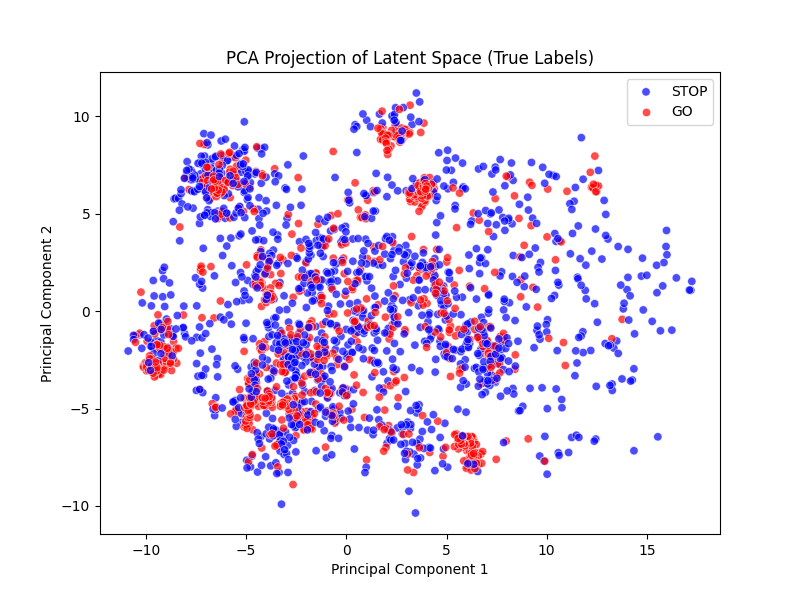 PCA Projection of Latent Space (True Labels)
STOP
GO
Principal Component 2
10
5
0
−5
−10
−10
−5
0
5
10
15
Principal Component 1